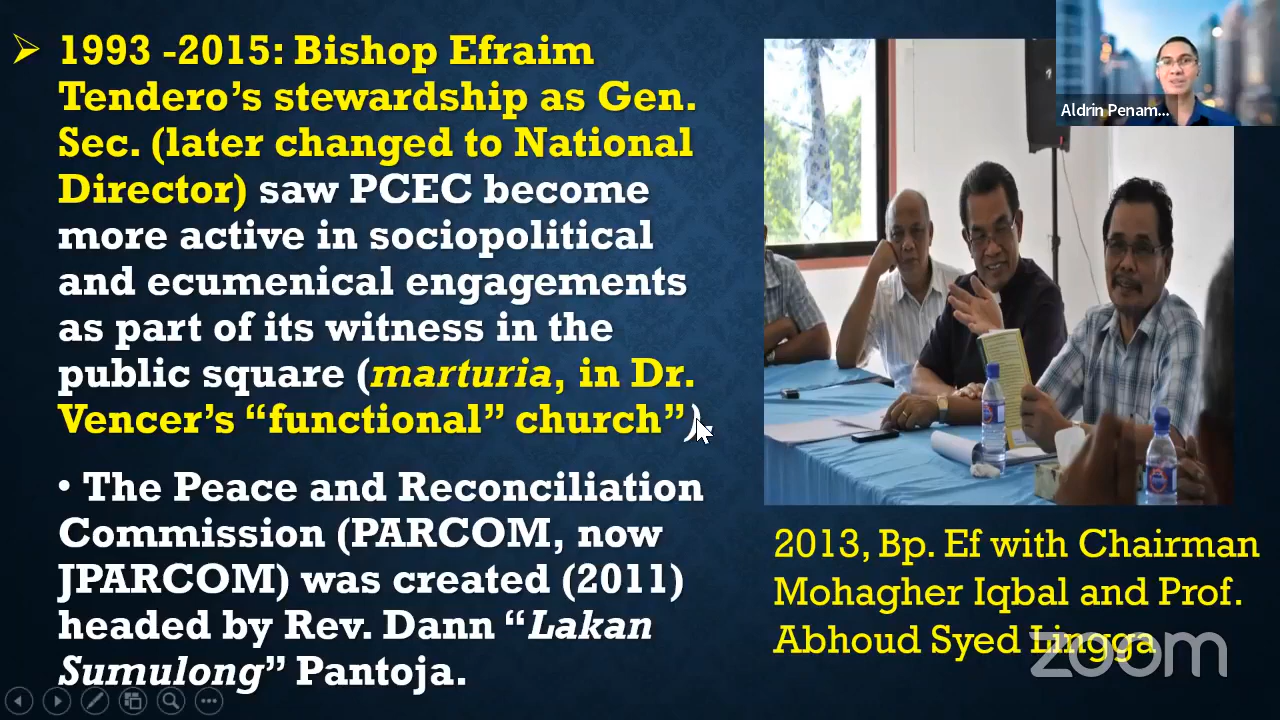 1993 -2015: Bishop Efraim
Tendero’s stewardship as Gen.
Sec. (later changed to National
Director) saw PCEC become
more active in sociopolitical
and ecumenical engagements
as part of its witness in the
public square (marturia, in Dr.
Vencer’s “functional” church”)
• The Peace and Reconciliation
Commission (PARCOM, now
JPARCOM) was created (2011)
headed by Rev. Dann “Lakan
Sumulong” Pantoja.
Aldrin Penam...
2013, Bp. Ef with Chairman
Mohagher Iqbal and Prof.
Abhoud Syed Lingga
zoom